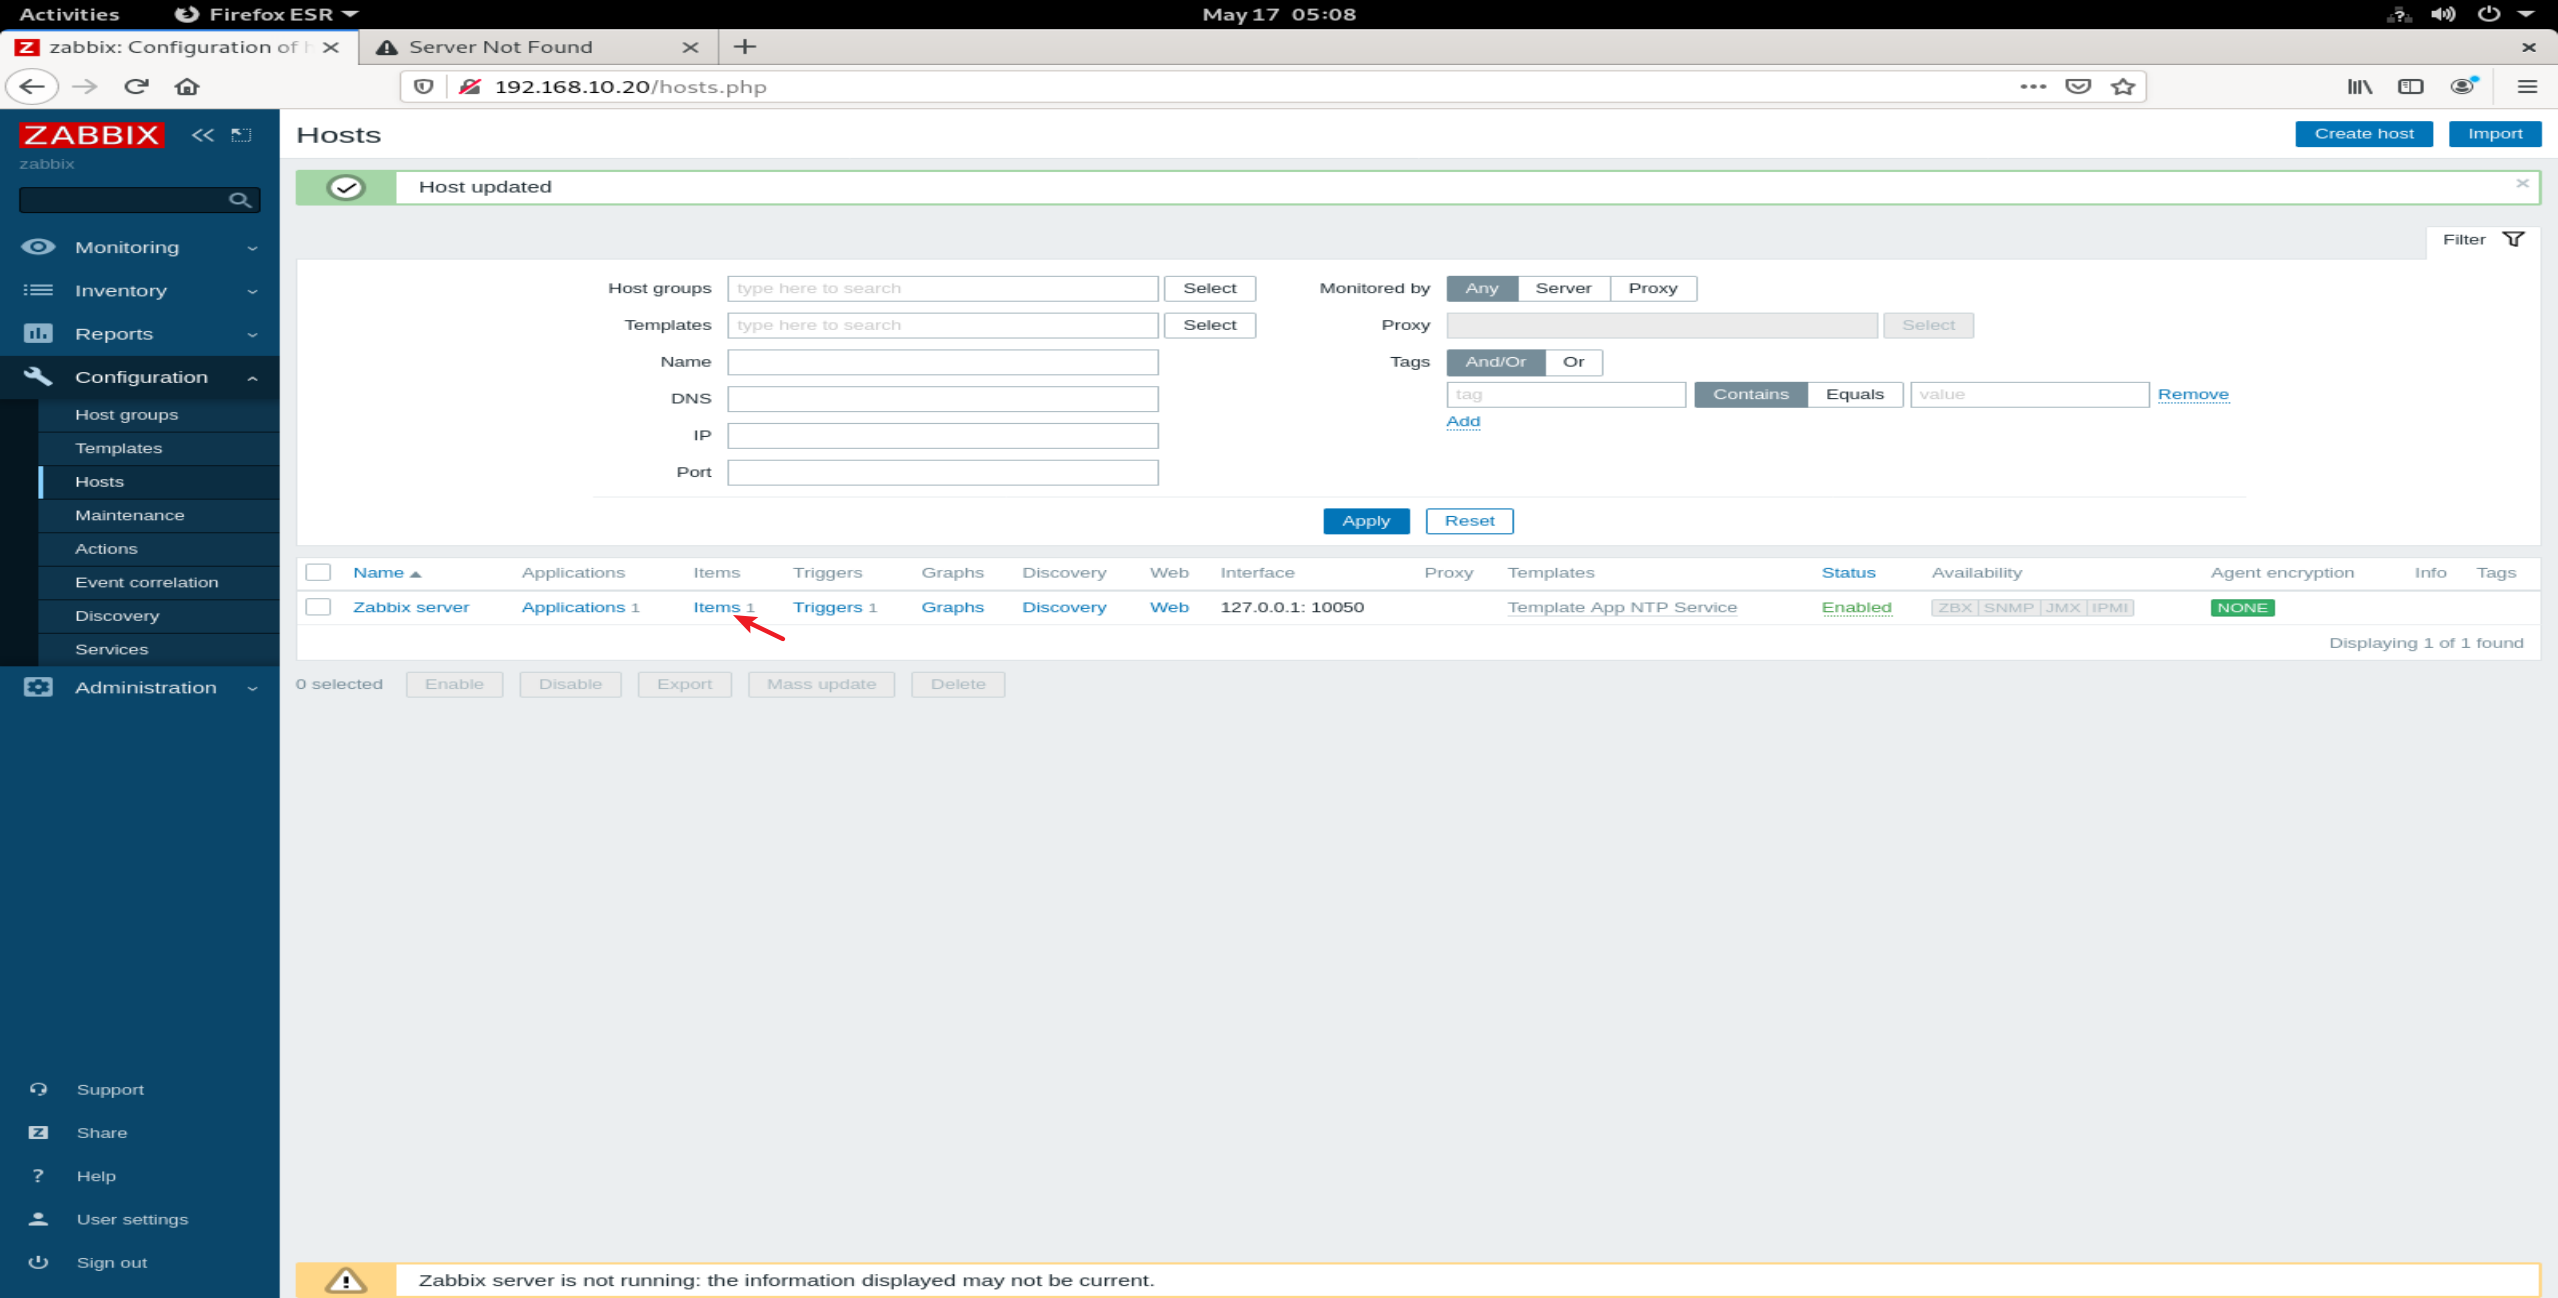 Activities Firefox ESR May 17 05:08
zabbix: Configuration of h Server Not Found
192.168.10.20/hosts.php
ZABBIX
zabbix
Monitoring
Inventory
Reports
Configuration
Host groups
Templates
Hosts
Maintenance
Actions
Event correlation
Discovery
Services
Administration
Support
Share
Help
User settings
Sign out
Hosts Create host Import
Host updated
Filter
Host groups type here to search Select
Templates type here to search Select
Name
DNS
IP
Port
Monitored by Any Server Proxy
Proxy Select
Tags And/Or Or
tag Contains Equals value Remove
Add
Apply Reset
Name Applications Items Triggers Graphs Discovery Web Interface Proxy Templates Status Availability Agent encryption Info Tags
Zabbix server Applications 1 Items 1 Triggers 1 Graphs Discovery Web 127.0.0.1: 10050 Template App NTP Service Enabled ZBX SNMP JMX IPMI NONE
Displaying 1 of 1 found
0 selected Enable Disable Export Mass update Delete
Zabbix server is not running: the information displayed may not be current.